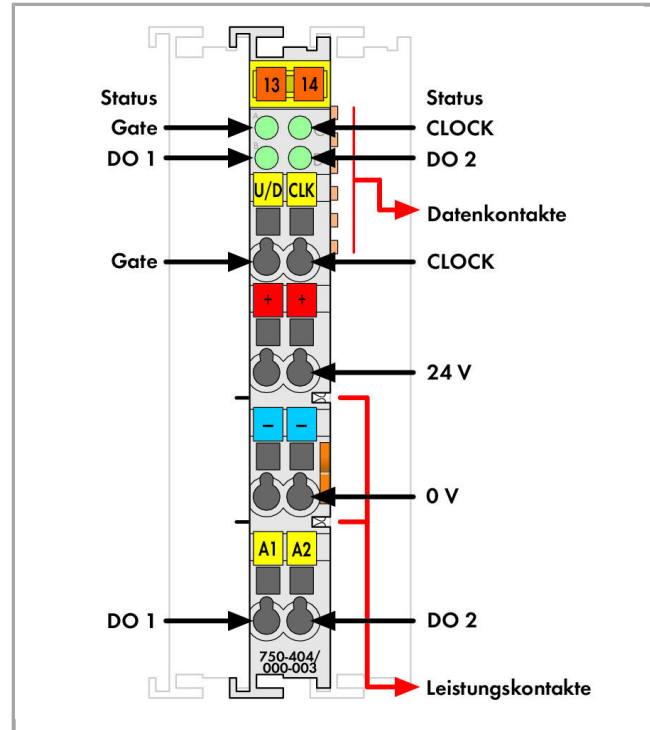 13 14
Status Status
Gate CLOCK
DO 1 DO 2
U/D CLK
Datenkontakte
Gate CLOCK
+ +
24 V
− −
0 V
A1 A2
DO 1 DO 2
750-404/
000-003
Leistungskontakte